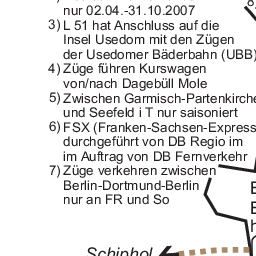 nur 02.04.-31.10.2007
3) L 51 hat Anschluss auf die
Insel Usedom mit den Zügen
der Usedomer Bäderbahn (UBB)
4) Züge führen Kurswagen
von/nach Dagebüll Mole
5) Zwischen Garmisch-Partenkirche
und Seefeld i T nur saisoniert
6) FSX (Franken-Sachsen-Express
durchgeführt von DB Regio im
im Auftrag von DB Fernverkehr
7) Züge verkehren zwischen
Berlin-Dortmund-Berlin
nur an FR und So
Schiphol